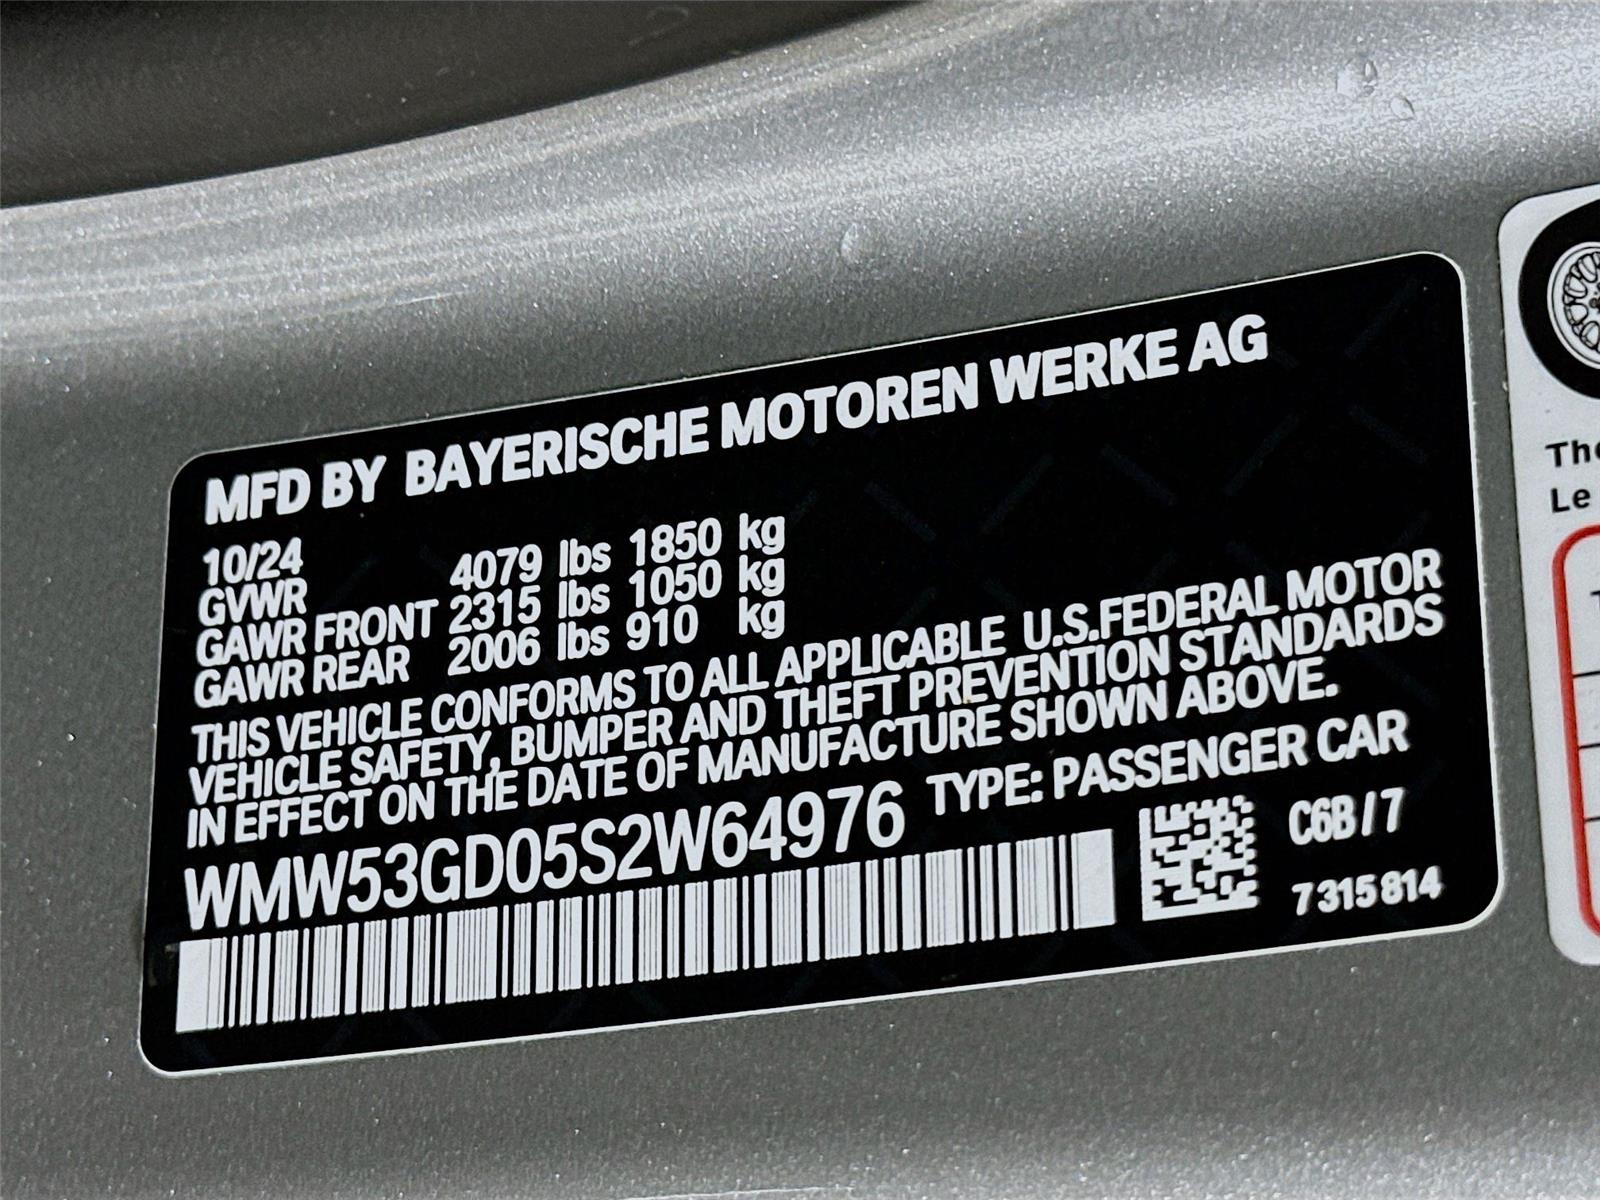 MFD BY BAYERISCHE MOTOREN WERKE AG
10/24
GVWR 4079 lbs 1850 kg
GAWR FRONT 2315 lbs 1050 kg
GAWR REAR 2006 lbs 910 kg
THIS VEHICLE CONFORMS TO ALL APPLICABLE U.S.FEDERAL MOTOR
VEHICLE SAFETY, BUMPER AND THEFT PREVENTION STANDARDS
IN EFFECT ON THE DATE OF MANUFACTURE SHOWN ABOVE.
WMW53GD05S2W64976 TYPE: PASSENGER CAR
C6B/7
7315814
Le